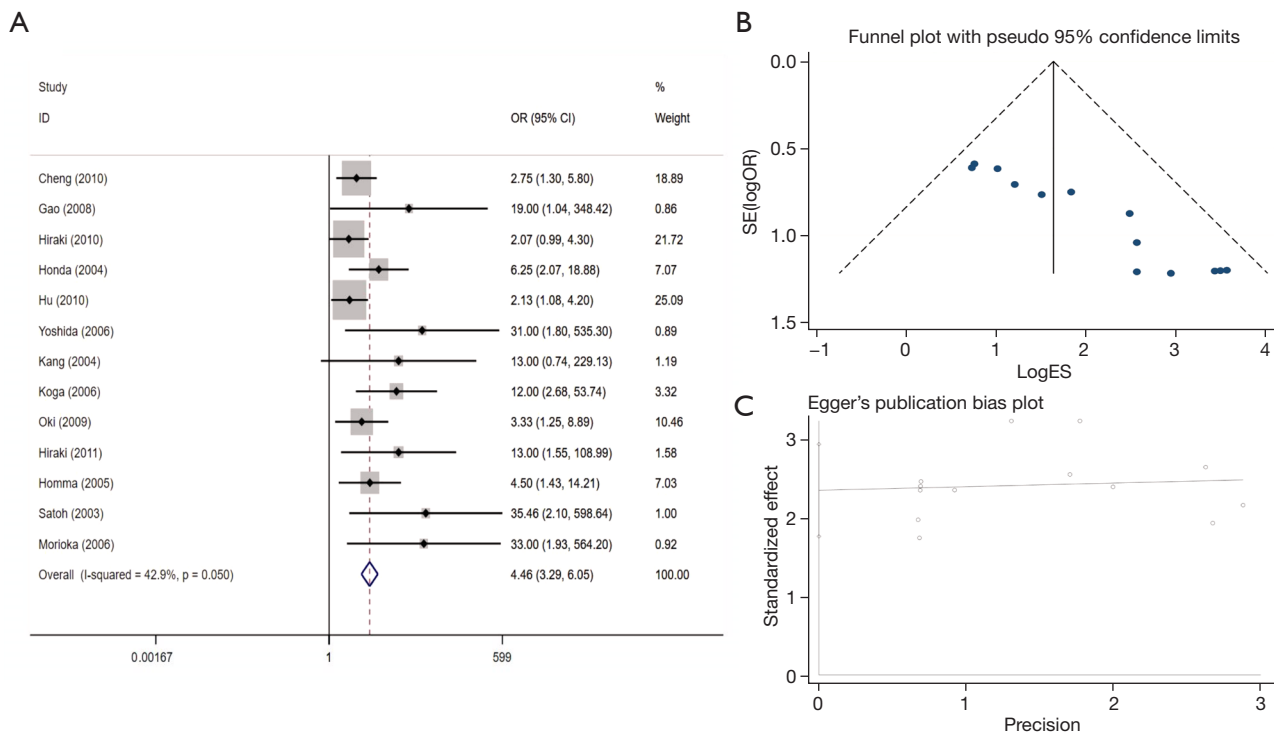 A
Study %
ID OR (95% CI) Weight
Cheng (2010) 2.75 (1.30, 5.80) 18.89
Gao (2008) 19.00 (1.04, 348.42) 0.86
Hiraki (2010) 2.07 (0.99, 4.30) 21.72
Honda (2004) 6.25 (2.07, 18.88) 7.07
Hu (2010) 2.13 (1.08, 4.20) 25.09
Yoshida (2006) 31.00 (1.80, 535.30) 0.89
Kang (2004) 13.00 (0.74, 229.13) 1.19
Koga (2006) 12.00 (2.68, 53.74) 3.32
Oki (2009) 3.33 (1.25, 8.89) 10.46
Hiraki (2011) 13.00 (1.55, 108.99) 1.58
Homma (2005) 4.50 (1.43, 14.21) 7.03
Satoh (2003) 35.46 (2.10, 598.64) 1.00
Morioka (2006) 33.00 (1.93, 564.20) 0.92
Overall (I-squared = 42.9%, p = 0.050) 4.46 (3.29, 6.05) 100.00
0.00167 1 599
B
Funnel plot with pseudo 95% confidence limits
SE(logOR)
0.0
0.5
1.0
1.5
–1 0 1 2 3 4
LogES
C
Egger's publication bias plot
Standardized effect
3
2
1
0
0 1 2 3
Precision